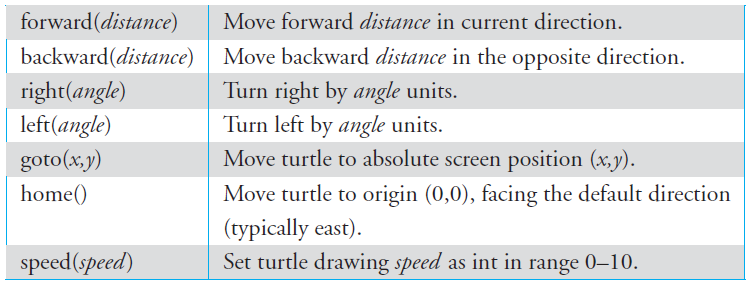 forward(distance) Move forward distance in current direction.
backward(distance) Move backward distance in the opposite direction.
right(angle) Turn right by angle units.
left(angle) Turn left by angle units.
goto(x,y) Move turtle to absolute screen position (x,y).
home() Move turtle to origin (0,0), facing the default direction
(typically east).
speed(speed) Set turtle drawing speed as int in range 0–10.